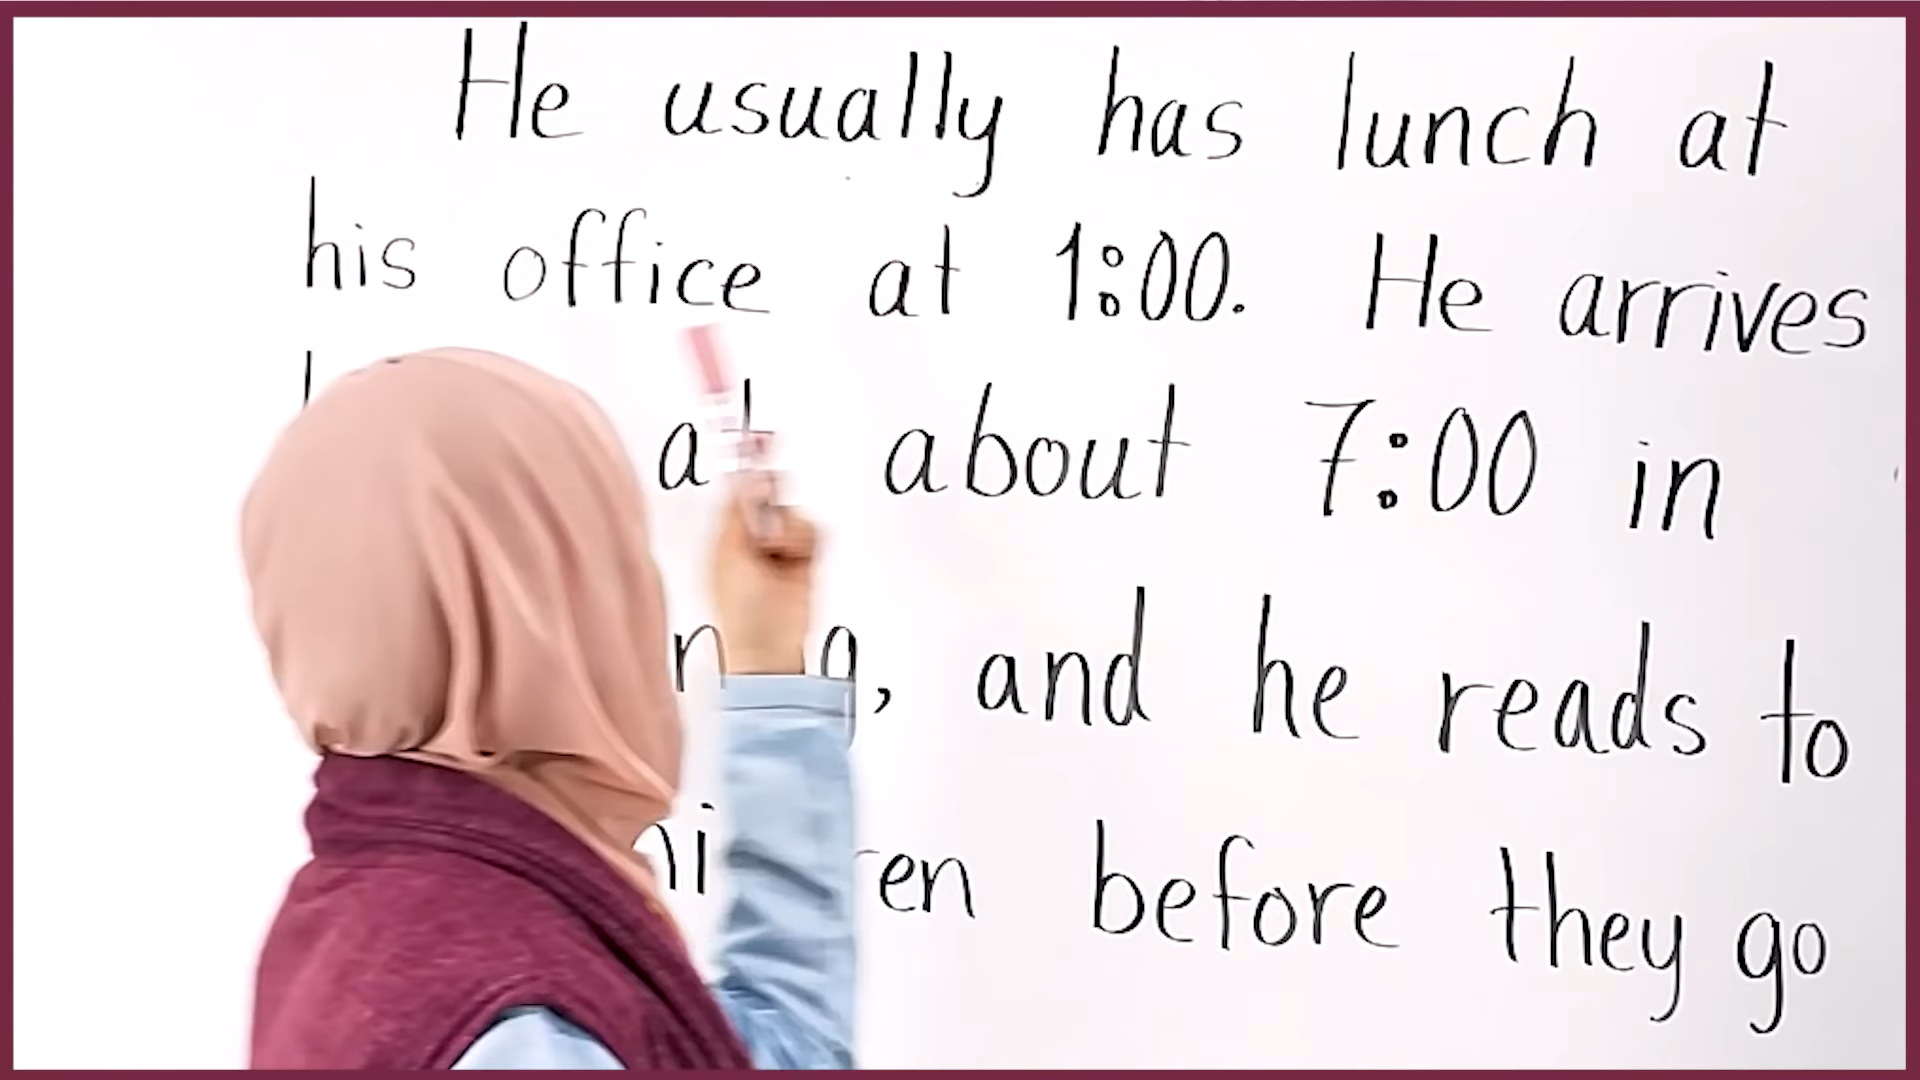 He usually has lunch at
his office at 1:00. He arrives
at about 7:00 in
, and he reads to
before they go